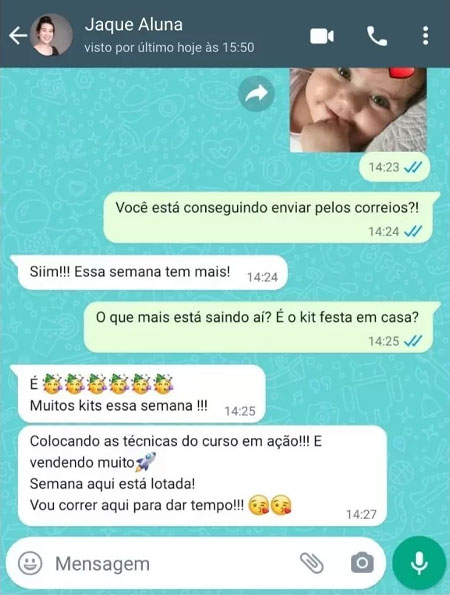 Jaque Aluna
visto por último hoje às 15:50
14:23
Você está conseguindo enviar pelos correios?!
14:24
Siim!!! Essa semana tem mais!
14:24
O que mais está saindo aí? É o kit festa em casa?
14:25
É 🥳🥳🥳🥳🥳🥳
Muitos kits essa semana !!!
14:25
Colocando as técnicas do curso em ação!!! E
vendendo muito🚀
Semana aqui está lotada!
Vou correr aqui para dar tempo!!! 😘😘
14:27
Mensagem